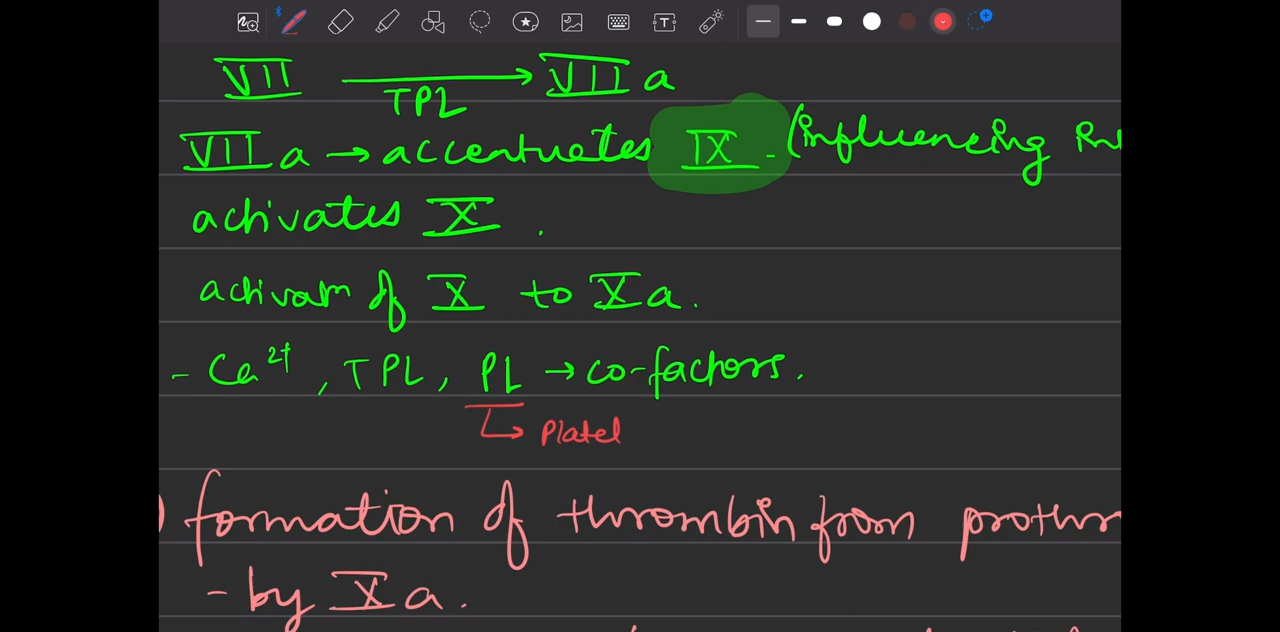 VII TPL → VIIa
VIIa → accentuates IX - (influencing
activates X.
activam of X to Xa.
- Ca2+, TPL, PL → co-factors.
↳ Platel
) formation of thrombin from prothr
- by Xa.